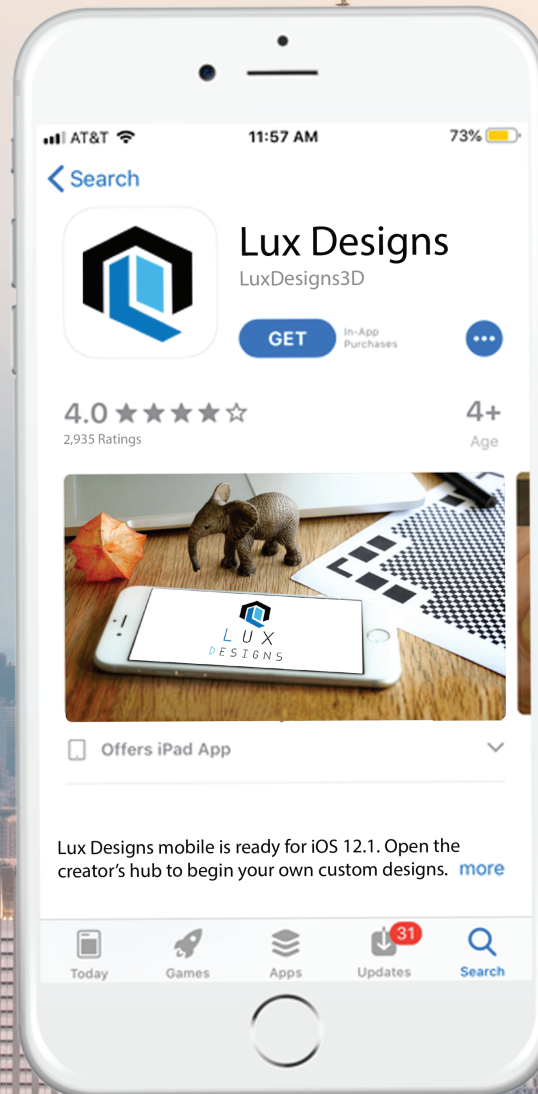 AT&T 11:57 AM 73%
Search
Lux Designs
LuxDesigns3D
GET
In-App
Purchases
4.0
4+
2,935 Ratings
Age
LUX
DESIGNS
Offers iPad App
Lux Designs mobile is ready for iOS 12.1. Open the
creator's hub to begin your own custom designs. more
31
Today Games Apps Updates Search